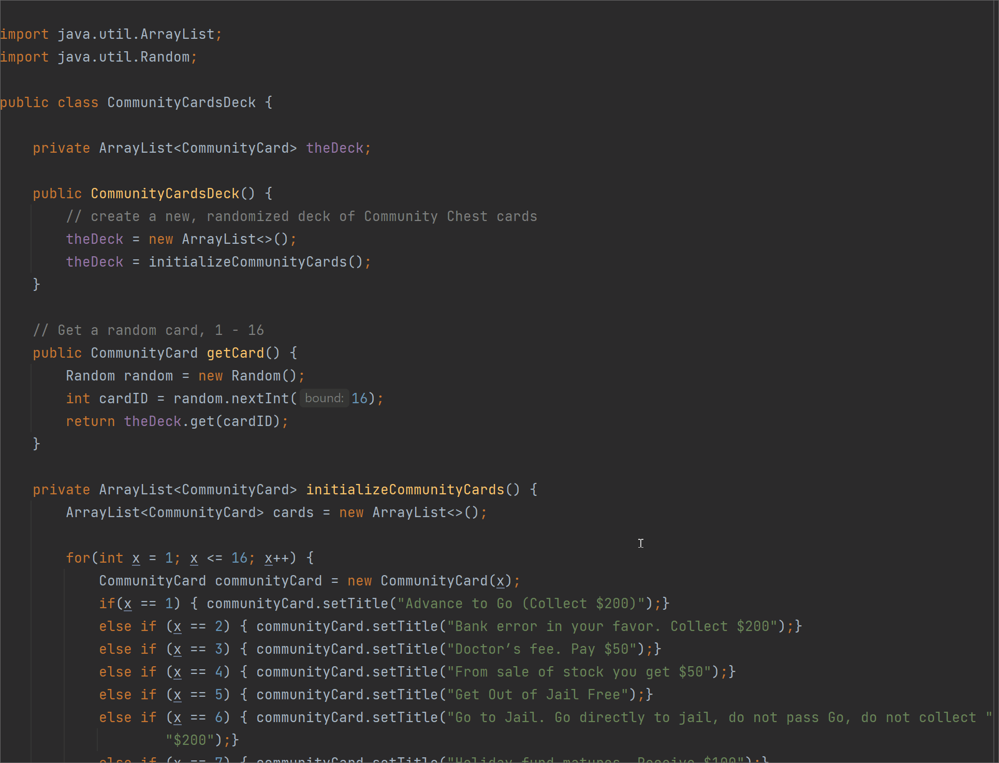 import java.util.ArrayList;
import java.util.Random;
public class CommunityCardsDeck {
private ArrayList<CommunityCard> theDeck;
public CommunityCardsDeck() {
// create a new, randomized deck of Community Chest cards
theDeck = new ArrayList<>();
theDeck = initializeCommunityCards();
}
// Get a random card, 1 - 16
public CommunityCard getCard() {
Random random = new Random();
int cardID = random.nextInt( bound: 16);
return theDeck.get(cardID);
}
private ArrayList<CommunityCard> initializeCommunityCards() {
ArrayList<CommunityCard> cards = new ArrayList<>();
for(int x = 1; x <= 16; x++) {
CommunityCard communityCard = new CommunityCard(x);
if(x == 1) { communityCard.setTitle("Advance to Go (Collect $200)");}
else if (x == 2) { communityCard.setTitle("Bank error in your favor. Collect $200");}
else if (x == 3) { communityCard.setTitle("Doctor’s fee. Pay $50");}
else if (x == 4) { communityCard.setTitle("From sale of stock you get $50");}
else if (x == 5) { communityCard.setTitle("Get Out of Jail Free");}
else if (x == 6) { communityCard.setTitle("Go to Jail. Go directly to jail, do not pass Go, do not collect "
"$200");}
else if (x == 7) { communityCard.setTitle("Holiday fund matures. Receive $100");}